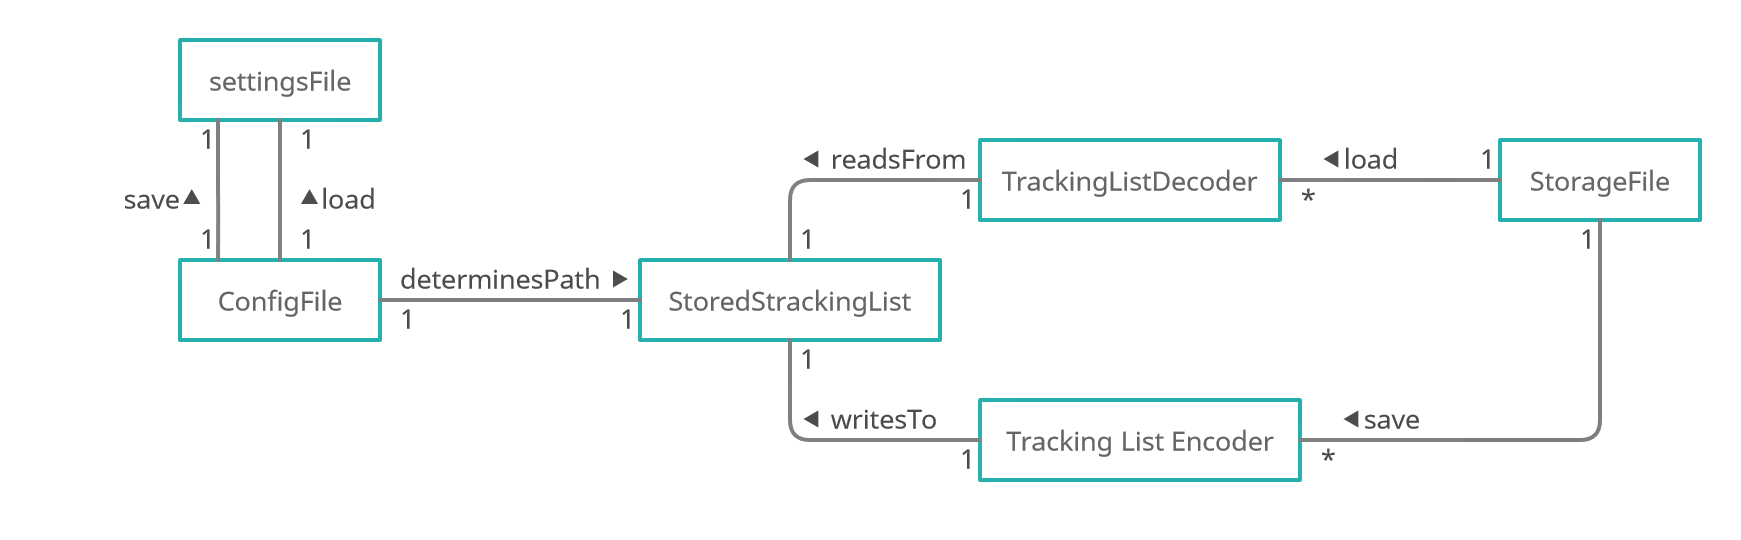 settingsFile
1 1
save▲ ▲load
1 1
ConfigFile
determinesPath ▶
1 1
StoredStrackingList
◀ readsFrom
1
1
TrackingListDecoder
◀load 1
*
StorageFile
1
1
◀ writesTo
1
Tracking List Encoder
◀save
*